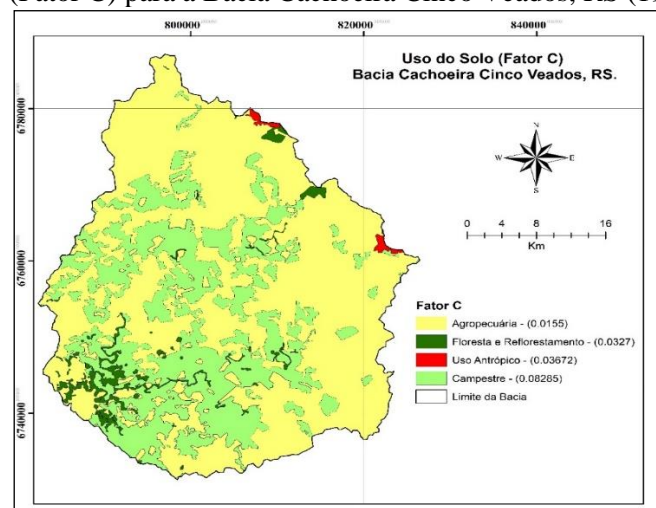 (Fator C) para a Bacia Cachoeira Cinco Veados, RS
800000 820000 840000
Uso do Solo (Fator C)
Bacia Cachoeira Cinco Veados, RS.
6780000
N
W E
S
0 4 8 12 16
Km
6760000
Fator C
Agropecuária - (0.0155)
Floresta e Reflorestamento - (0.0327)
Uso Antrópico - (0.03672)
Campestre - (0.08285)
Limite da Bacia
6740000